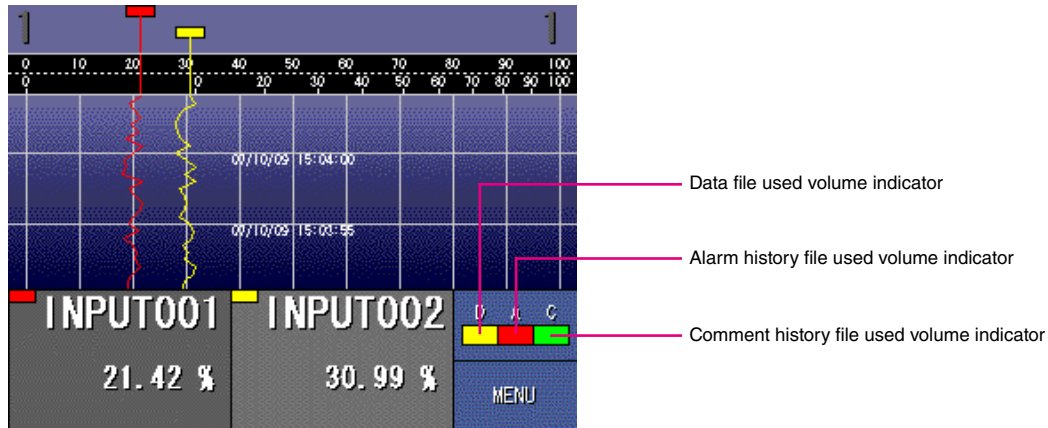 1 1
0 10 20 30 40 50 60 70 80 90 100
0 10 20 30 40 50 60 70 80 90 100
07/10/09 15:04:00
Data file used volume indicator
07/10/09 15:03:55
Alarm history file used volume indicator
INPUT001 INPUT002 D A C
Comment history file used volume indicator
21.42 % 30.99 % MENU